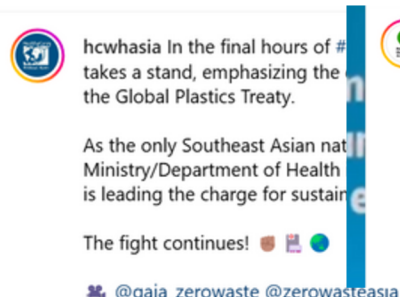 hcwhasia In the final hours of #
takes a stand, emphasizing the
the Global Plastics Treaty.
As the only Southeast Asian nat
Ministry/Department of Health
is leading the charge for sustain
The fight continues! ✊🏽 🏥 🌏
@gaia_zerowaste @zerowasteasia